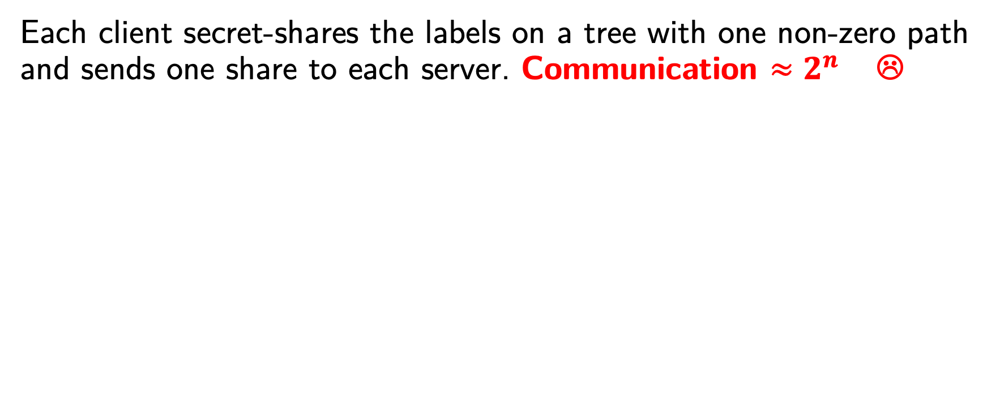 Each client secret-shares the labels on a tree with one non-zero path
and sends one share to each server. Communication ≈ 2ⁿ ☹